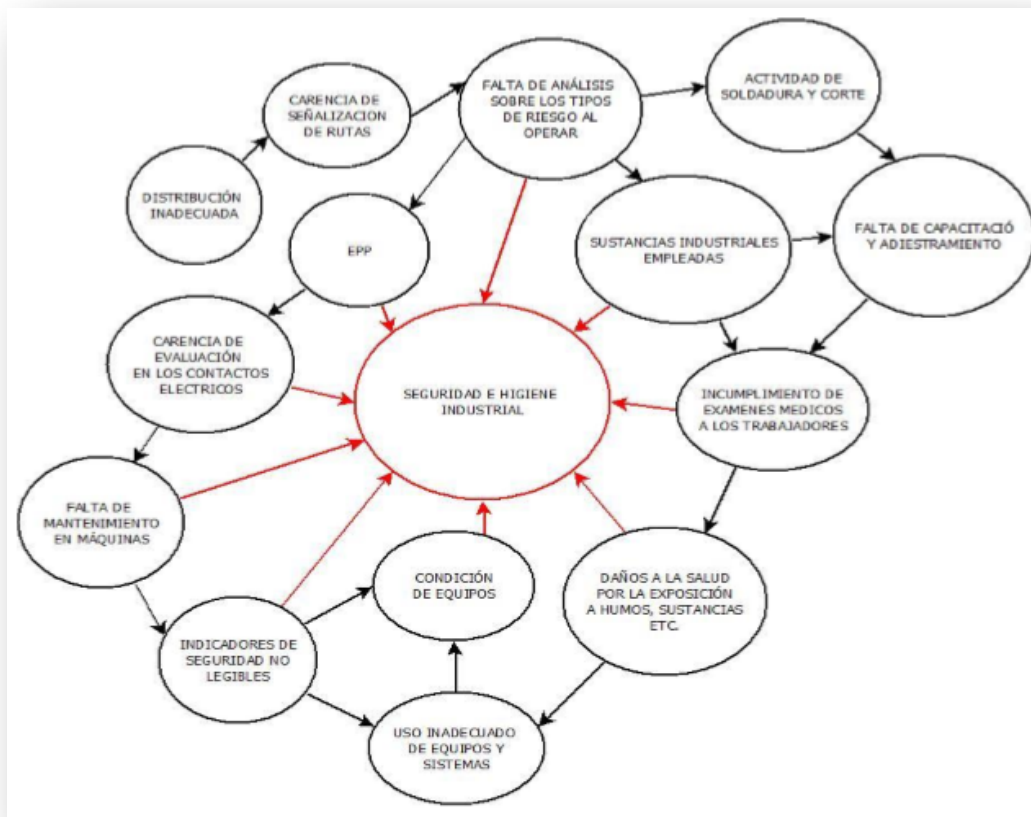 FALTA DE ANÁLISIS
SOBRE LOS TIPOS
DE RIESGO AL
OPERAR
ACTIVIDAD DE
SOLDADURA Y CORTE
CARENCIA DE
SEÑALIZACION
DE RUTAS
DISTRIBUCIÓN
INADECUADA
EPP
SUSTANCIAS INDUSTRIALES
EMPLEADAS
FALTA DE CAPACITACIÓ
Y ADIESTRAMIENTO
CARENCIA DE
EVALUACIÓN
EN LOS CONTACTOS
ELECTRICOS
SEGURIDAD E HIGIENE
INDUSTRIAL
INCUMPLIMIENTO DE
EXAMENES MEDICOS
A LOS TRABAJADORES
FALTA DE
MANTENIMIENTO
EN MÁQUINAS
CONDICIÓN
DE EQUIPOS
DAÑOS A LA SALUD
POR LA EXPOSICIÓN
A HUMOS, SUSTANCIAS
ETC.
INDICADORES DE
SEGURIDAD NO
LEGIBLES
USO INADECUADO
DE EQUIPOS Y
SISTEMAS